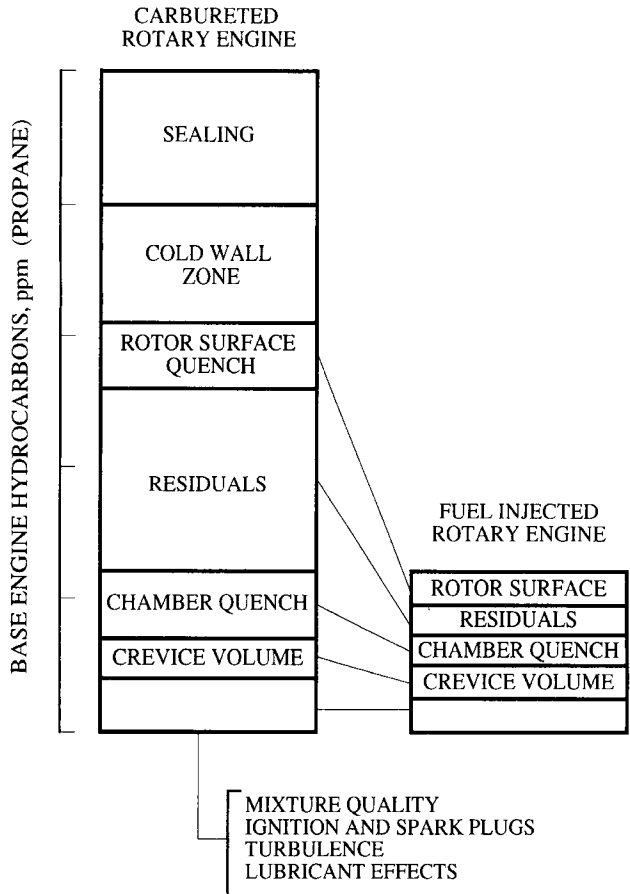 CARBURETED
ROTARY ENGINE
BASE ENGINE HYDROCARBONS, ppm (PROPANE)
SEALING
COLD WALL
ZONE
ROTOR SURFACE
QUENCH
RESIDUALS
CHAMBER QUENCH
CREVICE VOLUME
FUEL INJECTED
ROTARY ENGINE
ROTOR SURFACE
RESIDUALS
CHAMBER QUENCH
CREVICE VOLUME
MIXTURE QUALITY
IGNITION AND SPARK PLUGS
TURBULENCE
LUBRICANT EFFECTS